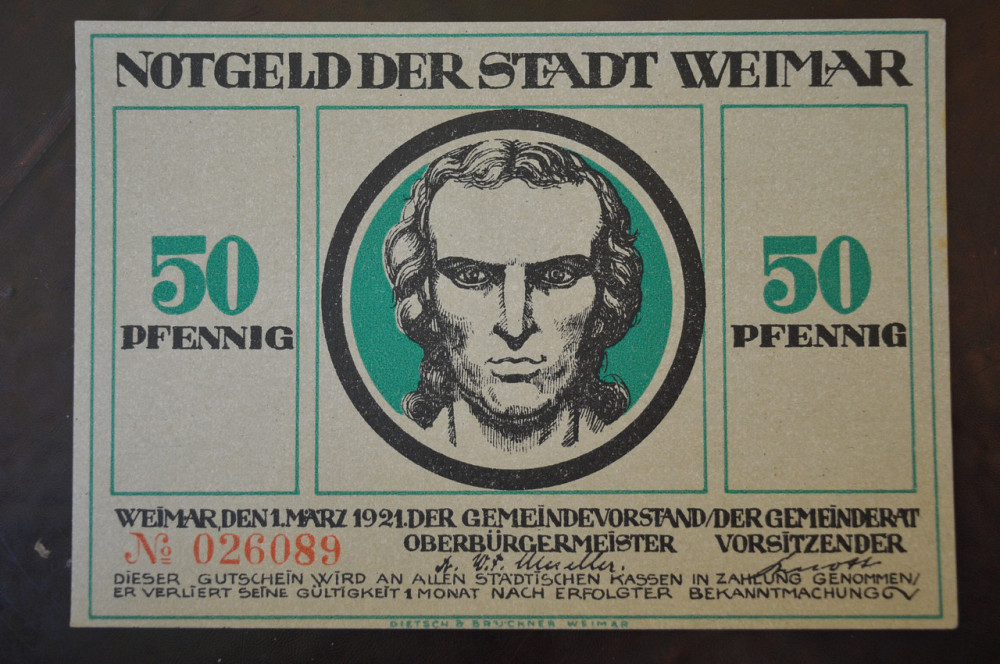 NOTGELD DER STADT WEIMAR
50
PFENNIG
50
PFENNIG
WEIMAR, DEN 1. MÄRZ 1921. DER GEMEINDEVORSTAND / DER GEMEINDERAT
№ 026089 OBERBÜRGERMEISTER VORSITZENDER
Mueller.
DIESER GUTSCHEIN WIRD AN ALLEN STÄDTISCHEN KASSEN IN ZAHLUNG GENOMMEN /
ER VERLIERT SEINE GÜLTIGKEIT 1 MONAT NACH ERFOLGTER BEKANNTMACHUNG
DIETSCH & BRÜCKNER WEIMAR